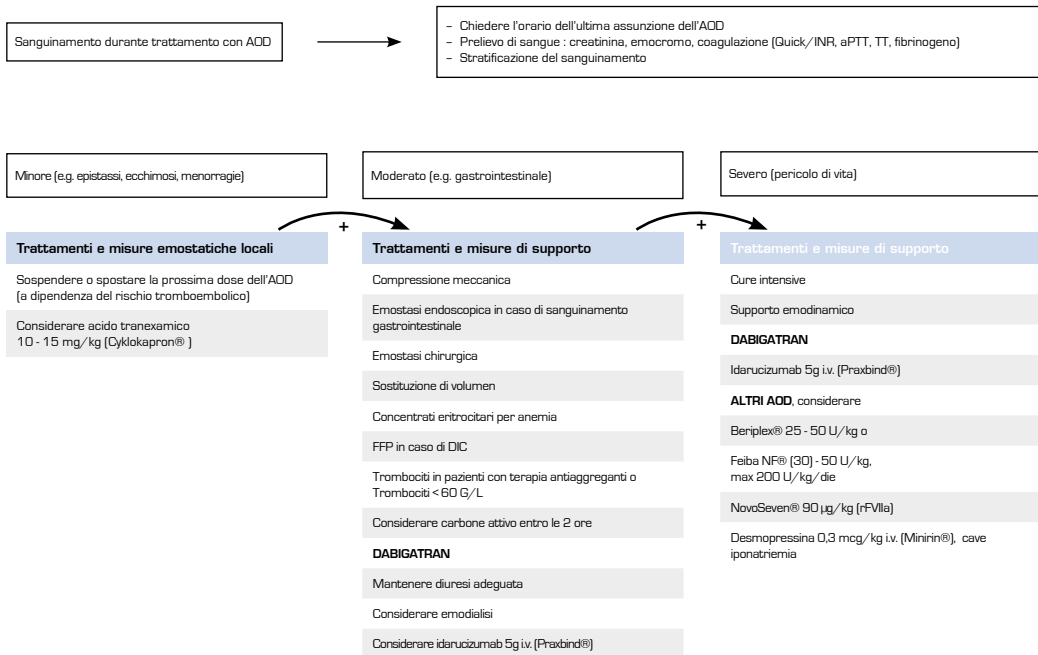 Sanguinamento durante trattamento con AOD
– Chiedere l'orario dell'ultima assunzione dell'AOD
– Prelievo di sangue : creatinina, emocromo, coagulazione (Quick/INR, aPTT, TT, fibrinogeno)
– Stratificazione del sanguinamento
Minore (e.g. epistassi, ecchimosi, menorragie)
+
Trattamenti e misure emostatiche locali
Sospendere o spostare la prossima dose dell'AOD
(a dipendenza del rischio tromboembolico)
Considerare acido tranexamico
10 - 15 mg/kg (Cyklokapron® )
Moderato (e.g. gastrointestinale)
+
Trattamenti e misure di supporto
Compressione meccanica
Emostasi endoscopica in caso di sanguinamento
gastrointestinale
Emostasi chirurgica
Sostituzione di volumen
Concentrati eritrocitari per anemia
FFP in caso di DIC
Trombociti in pazienti con terapia antiaggreganti o
Trombociti < 60 G/L
Considerare carbone attivo entro le 2 ore
DABIGATRAN
Mantenere diuresi adeguata
Considerare emodialisi
Considerare idarucizumab 5g i.v. (Praxbind®)
Severo (pericolo di vita)
Trattamenti e misure di supporto
Cure intensive
Supporto emodinamico
DABIGATRAN
Idarucizumab 5g i.v. (Praxbind®)
ALTRI AOD, considerare
Beriplex® 25 - 50 U/kg o
Feiba NF® (30) - 50 U/kg,
max 200 U/kg/die
NovoSeven® 90 µg/kg (rFVIIa)
Desmopressina 0,3 mcg/kg i.v. (Minirin®), cave
iponatriemia